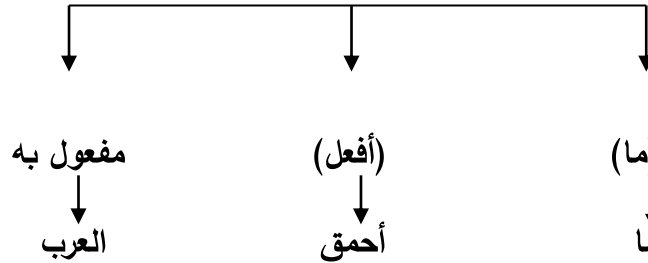 ما) (أفعل) مفعول به
ا أحمق العرب